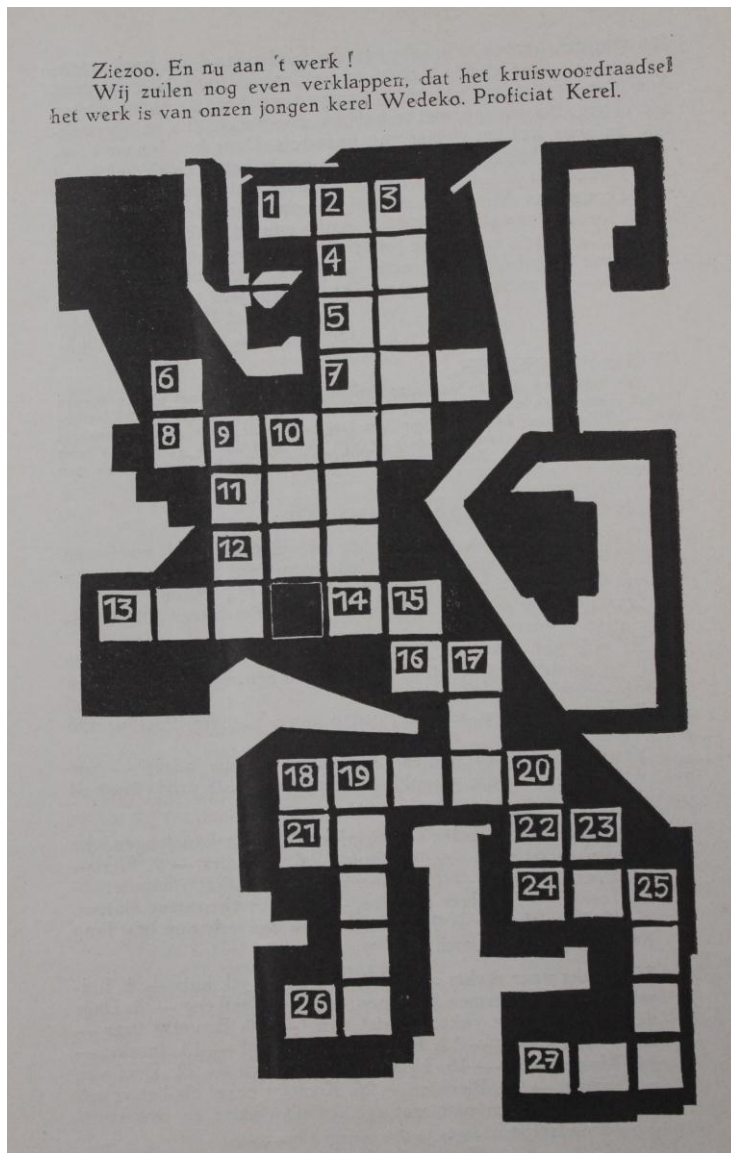 Ziezoo. En nu aan 't werk !
Wij zuilen nog even verklappen, dat het kruiswoordraadsel
het werk is van onzen jongen kerel Wedeko. Proficiat Kerel.
1 2 3
4
5
6 7
8 9 10
11
12
13 14 15
16 17
18 19 20
21 22 23
24 25
26
27